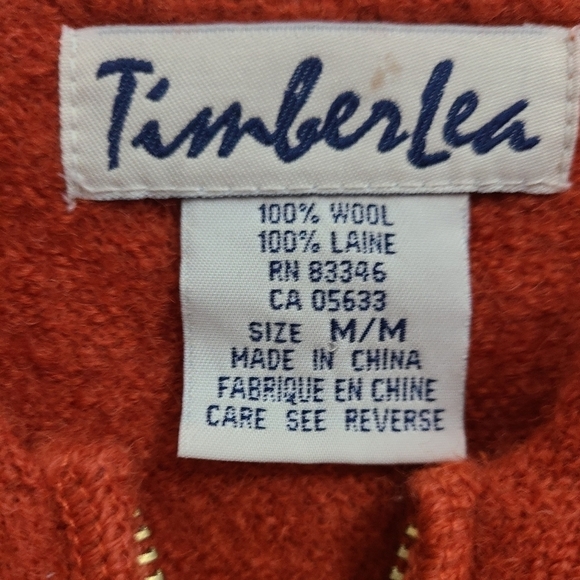 TimberLea
100% WOOL
100% LAINE
RN 83346
CA 05633
SIZE M/M
MADE IN CHINA
FABRIQUE EN CHINE
CARE SEE REVERSE